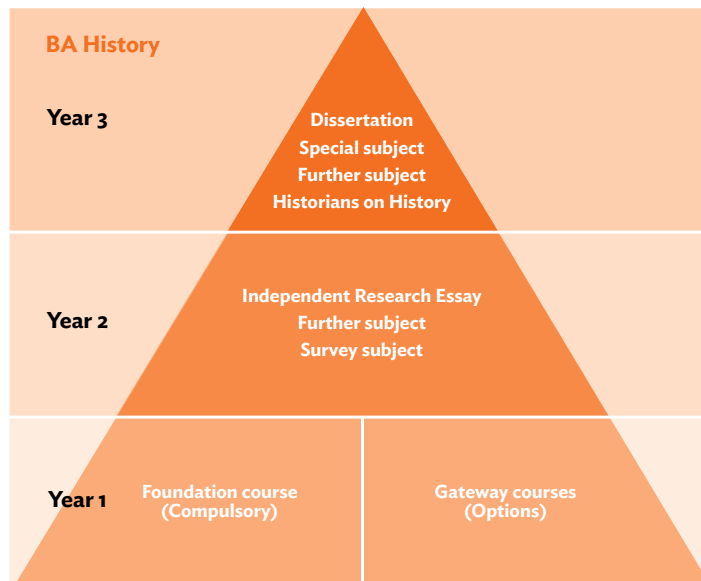 BA History
Year 3
Dissertation
Special subject
Further subject
Historians on History
Year 2
Independent Research Essay
Further subject
Survey subject
Year 1
Foundation course
(Compulsory)
Gateway courses
(Options)